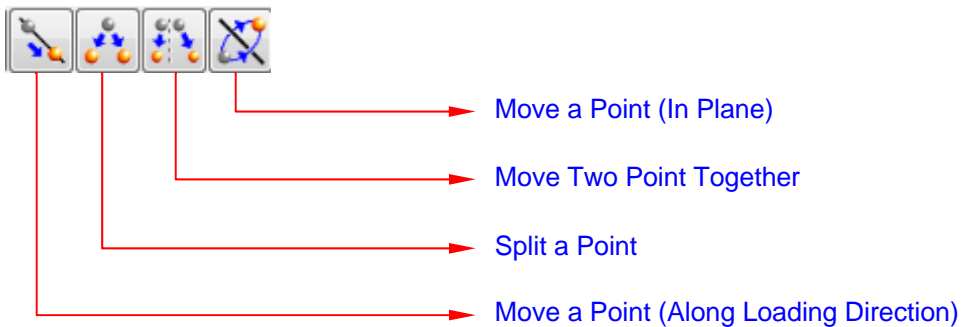 Move a Point (In Plane)
Move Two Point Together
Split a Point
Move a Point (Along Loading Direction)